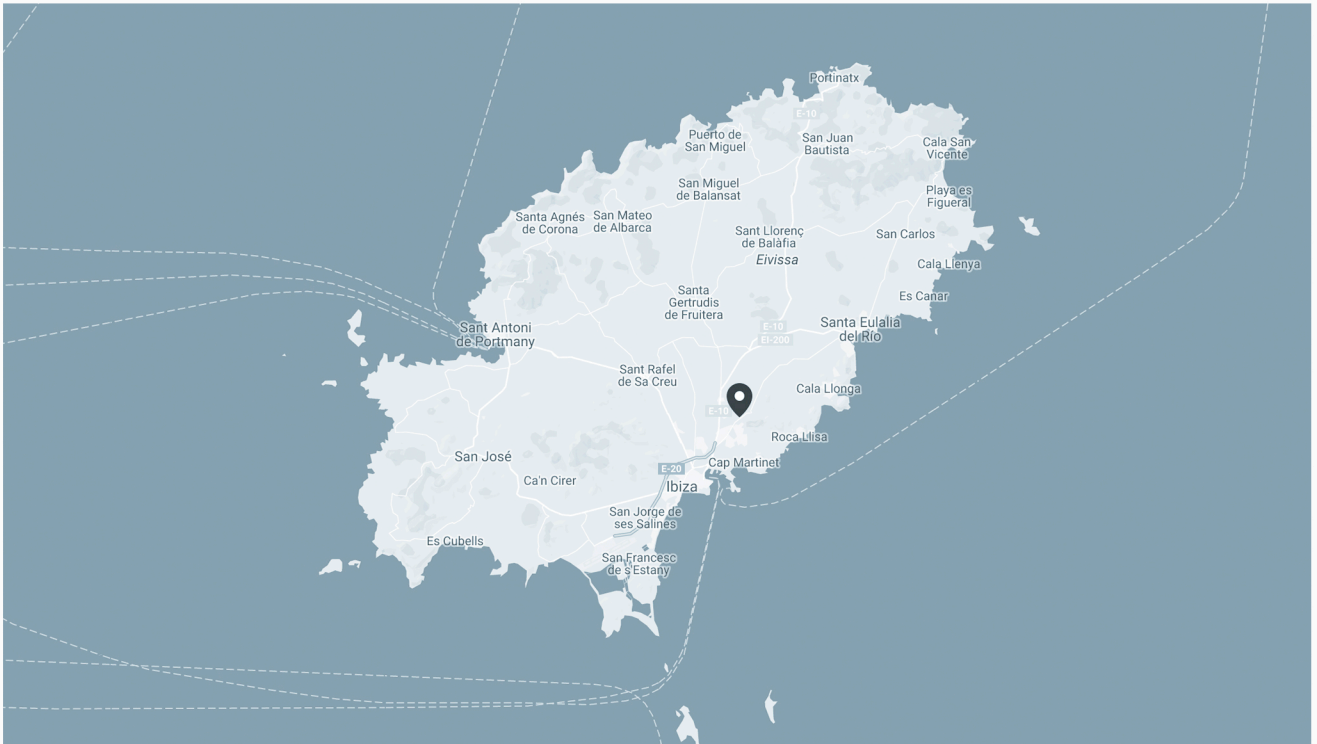 Portinatx
E-10
Puerto de
San Miguel
San Juan
Bautista
Cala San
Vicente
San Miguel
de Balansat
Playa es
Figueral
Santa Agnés
de Corona
San Mateo
de Albarca
Sant Llorenç
de Balàfia
Eivissa
San Carlos
Cala Llenya
Santa
Gertrudis
de Fruitera
Es Canar
Sant Antoni
de Portmany
E-10
EI-200
Santa Eulalia
del Río
Sant Rafel
de Sa Creu
Cala Llonga
E-10
Roca Llisa
San José
Cap Martinet
E-20
Ca'n Cirer
Ibiza
San Jorge de
ses Salines
Es Cubells
San Francesc
de s'Estany